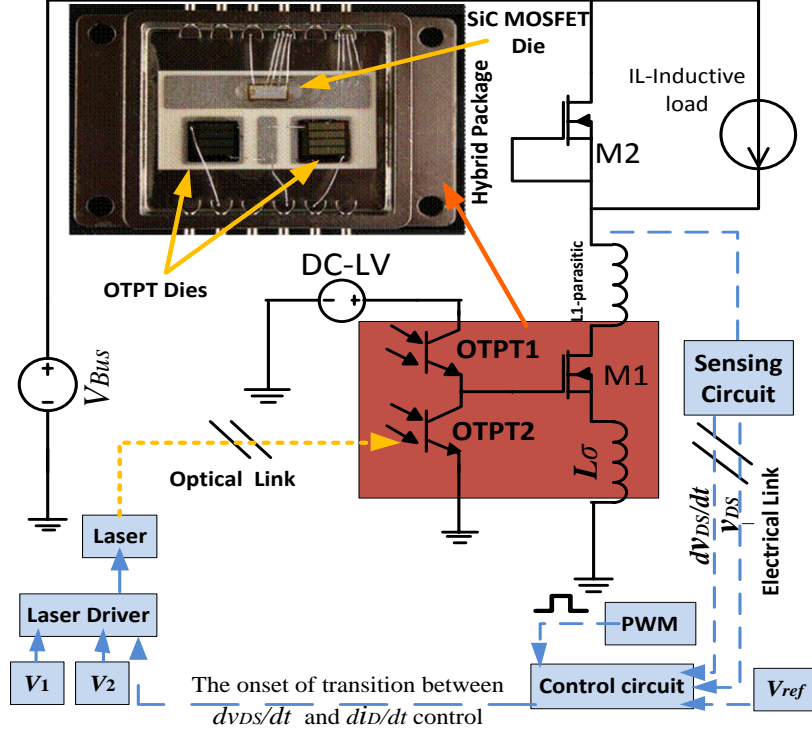 SiC MOSFET
Die
IL-Inductive
load
Hybrid Package
M2
OTPT Dies
DC-LV
L1-parasitic
+
-
VBus
- +
OTPT1
M1
OTPT2
Lσ
Sensing
Circuit
Optical Link
dvDS/dt
vDS
Electrical Link
Laser
Laser Driver
V1
V2
PWM
The onset of transition between
dvDS/dt and diD/dt control
Control circuit
Vref